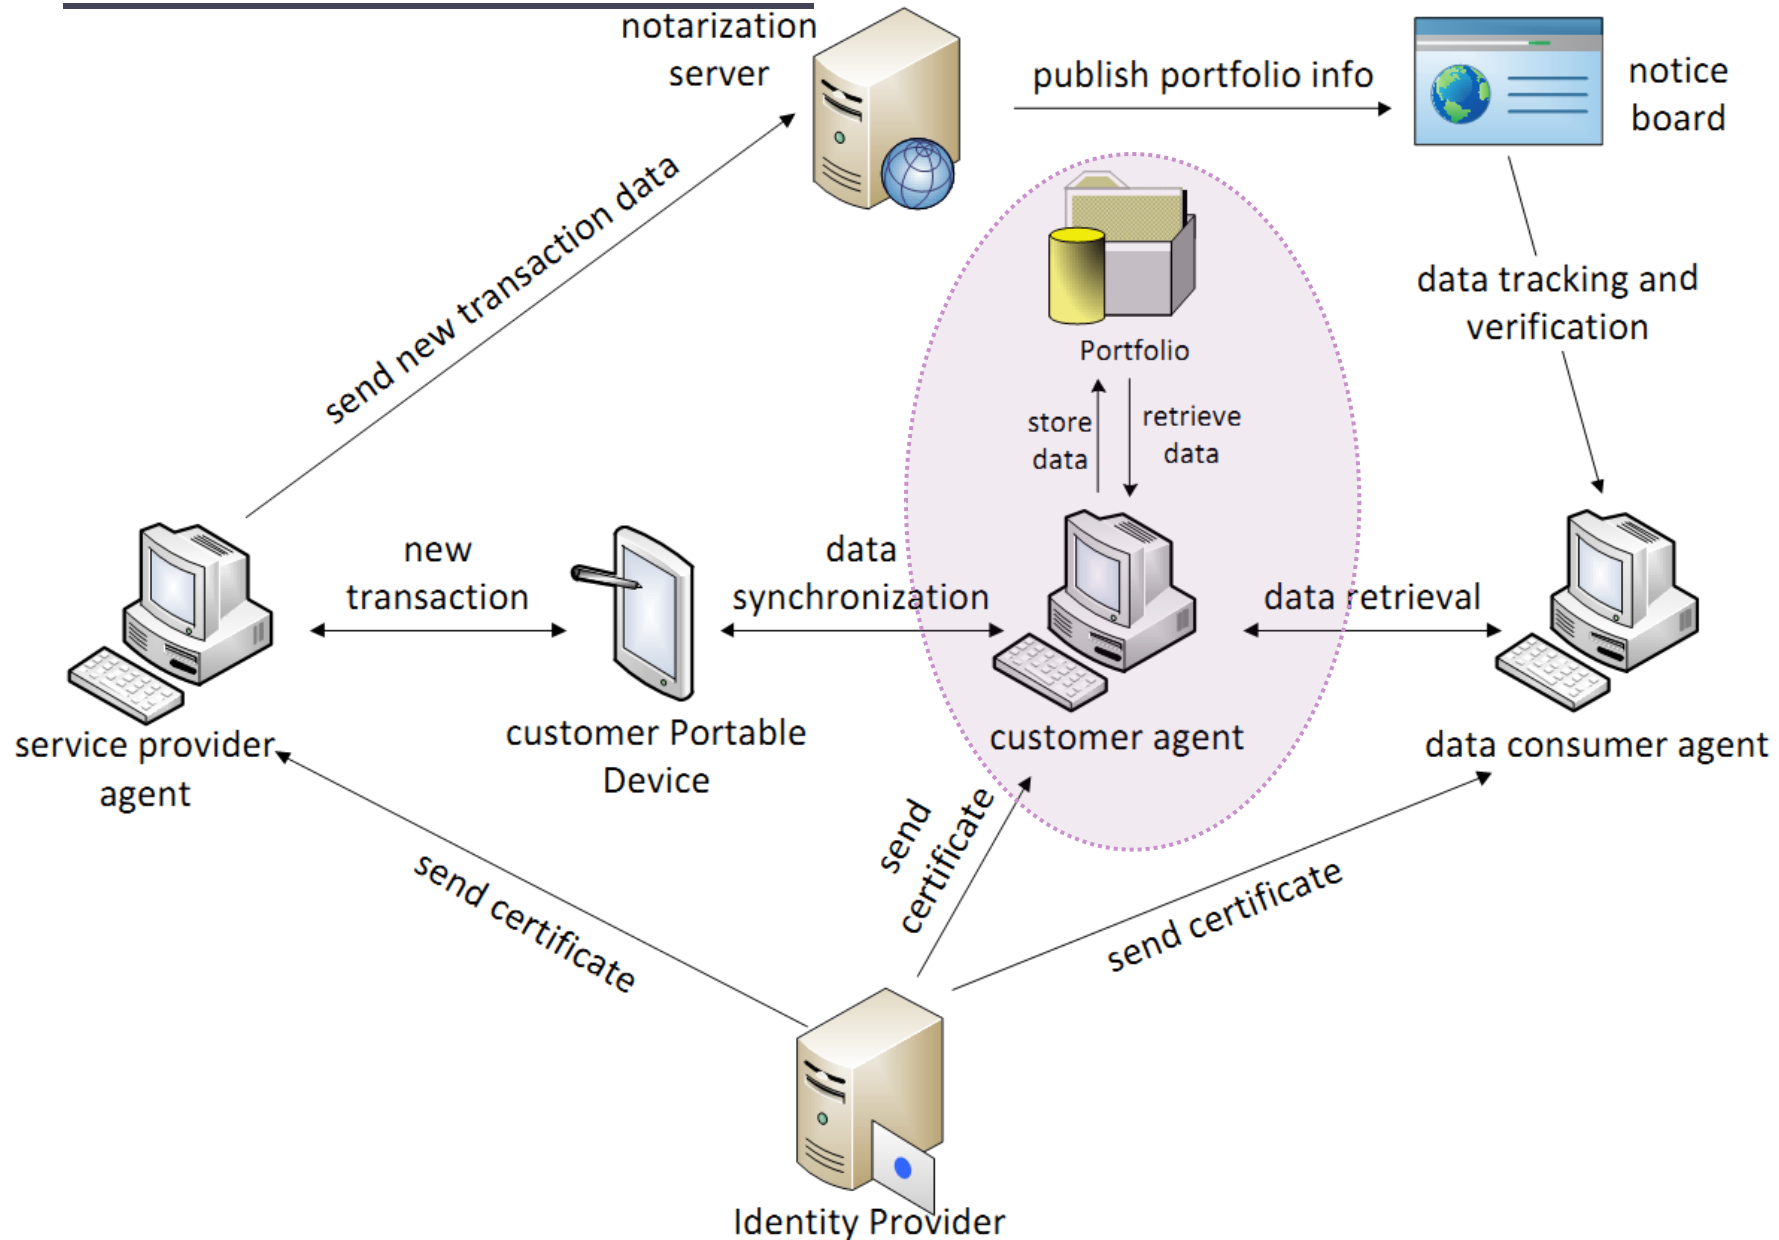 notarization
server
publish portfolio info
notice
board
send new transaction data
data tracking and
verification
Portfolio
store
data
retrieve
data
new
transaction
data
synchronization
data retrieval
service provider
agent
customer Portable
Device
customer agent
data consumer agent
send certificate
send
certificate
send certificate
Identity Provider